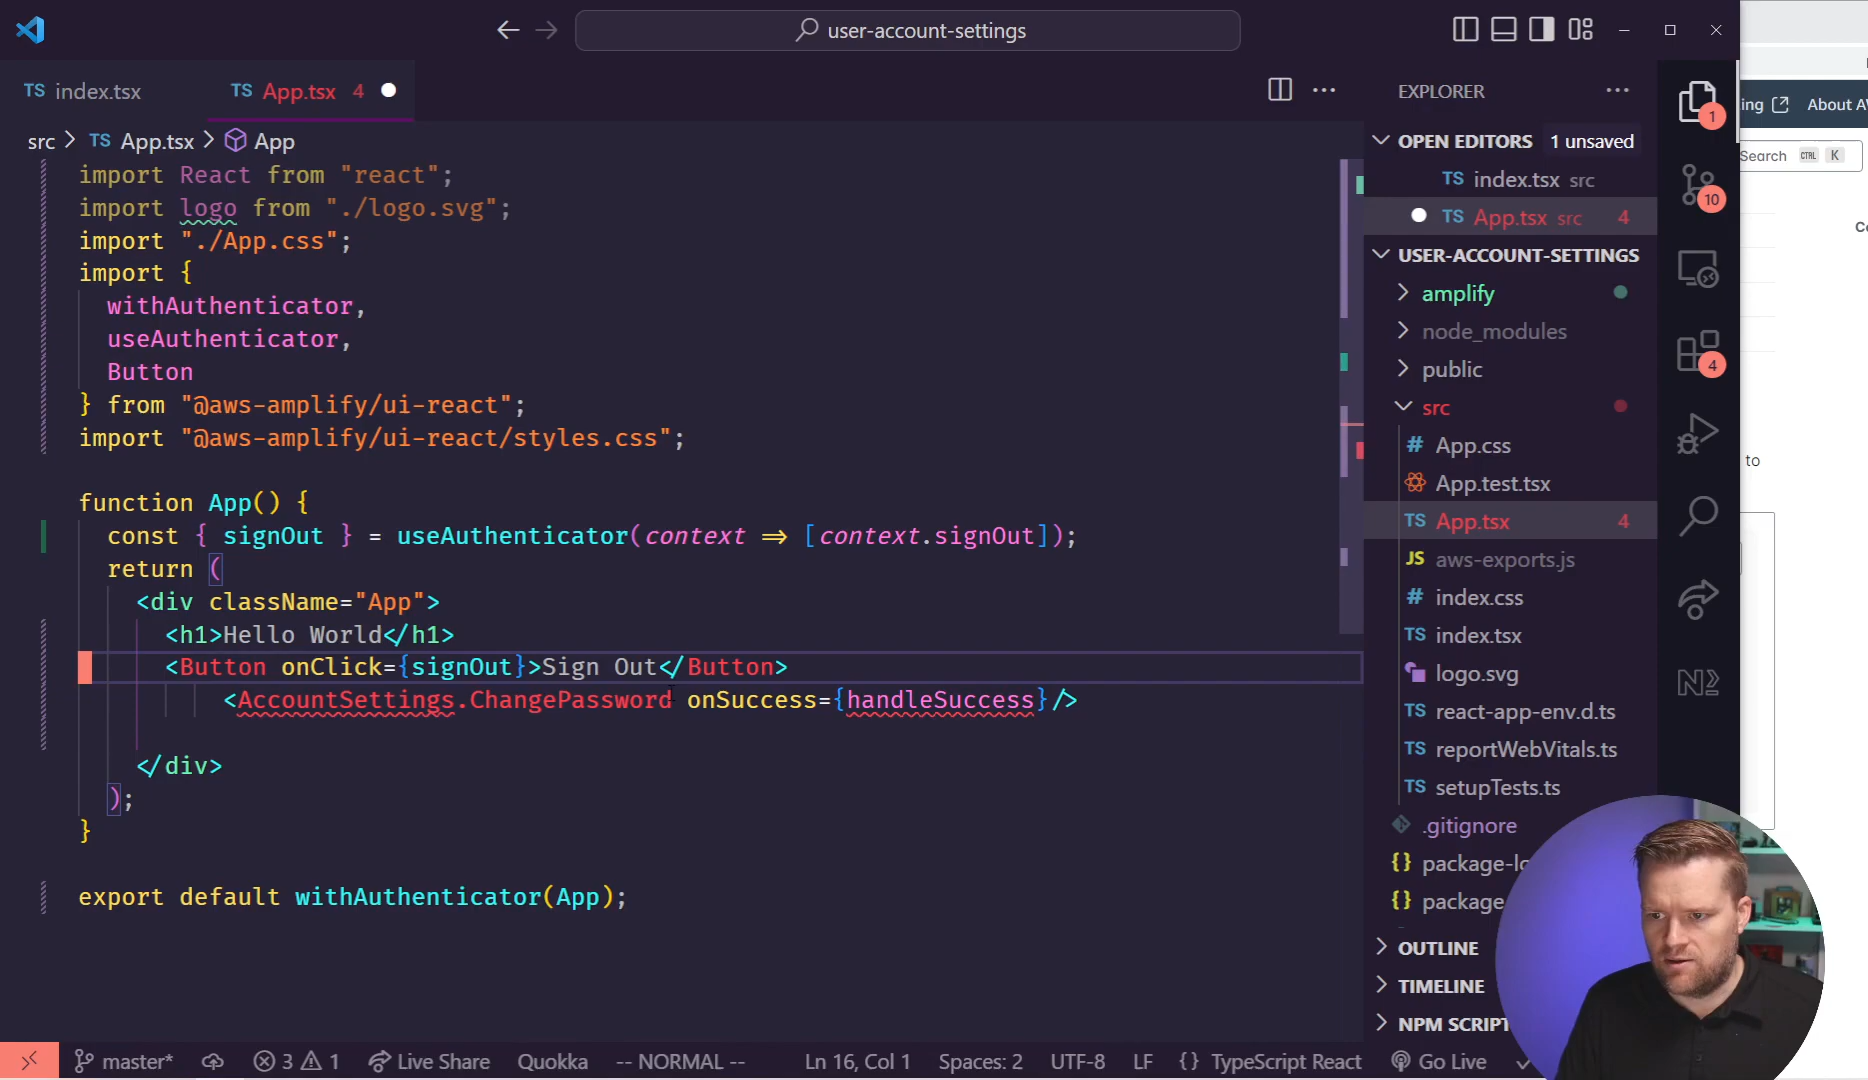 user-account-settings
TS index.tsx
TS App.tsx 4
EXPLORER
ing
About A
src > TS App.tsx > App
OPEN EDITORS 1 unsaved
Search CTRL K
TS index.tsx src
TS App.tsx src 4
USER-ACCOUNT-SETTINGS
amplify
node_modules
public
src
# App.css
App.test.tsx
TS App.tsx 4
JS aws-exports.js
# index.css
TS index.tsx
logo.svg
TS react-app-env.d.ts
TS reportWebVitals.ts
TS setupTests.ts
.gitignore
{} package-lo
{} package
OUTLINE
TIMELINE
NPM SCRIPT
1
10
4
to
import React from "react";
import logo from "./logo.svg";
import "./App.css";
import {
withAuthenticator,
useAuthenticator,
Button
} from "@aws-amplify/ui-react";
import "@aws-amplify/ui-react/styles.css";
function App() {
const { signOut } = useAuthenticator(context => [context.signOut]);
return (
<div className="App">
<h1>Hello World</h1>
<Button onClick={signOut}>Sign Out</Button>
<AccountSettings.ChangePassword onSuccess={handleSuccess}/>
</div>
);
}
export default withAuthenticator(App);
master* 3 1 Live Share Quokka -- NORMAL -- Ln 16, Col 1 Spaces: 2 UTF-8 LF {} TypeScript React Go Live